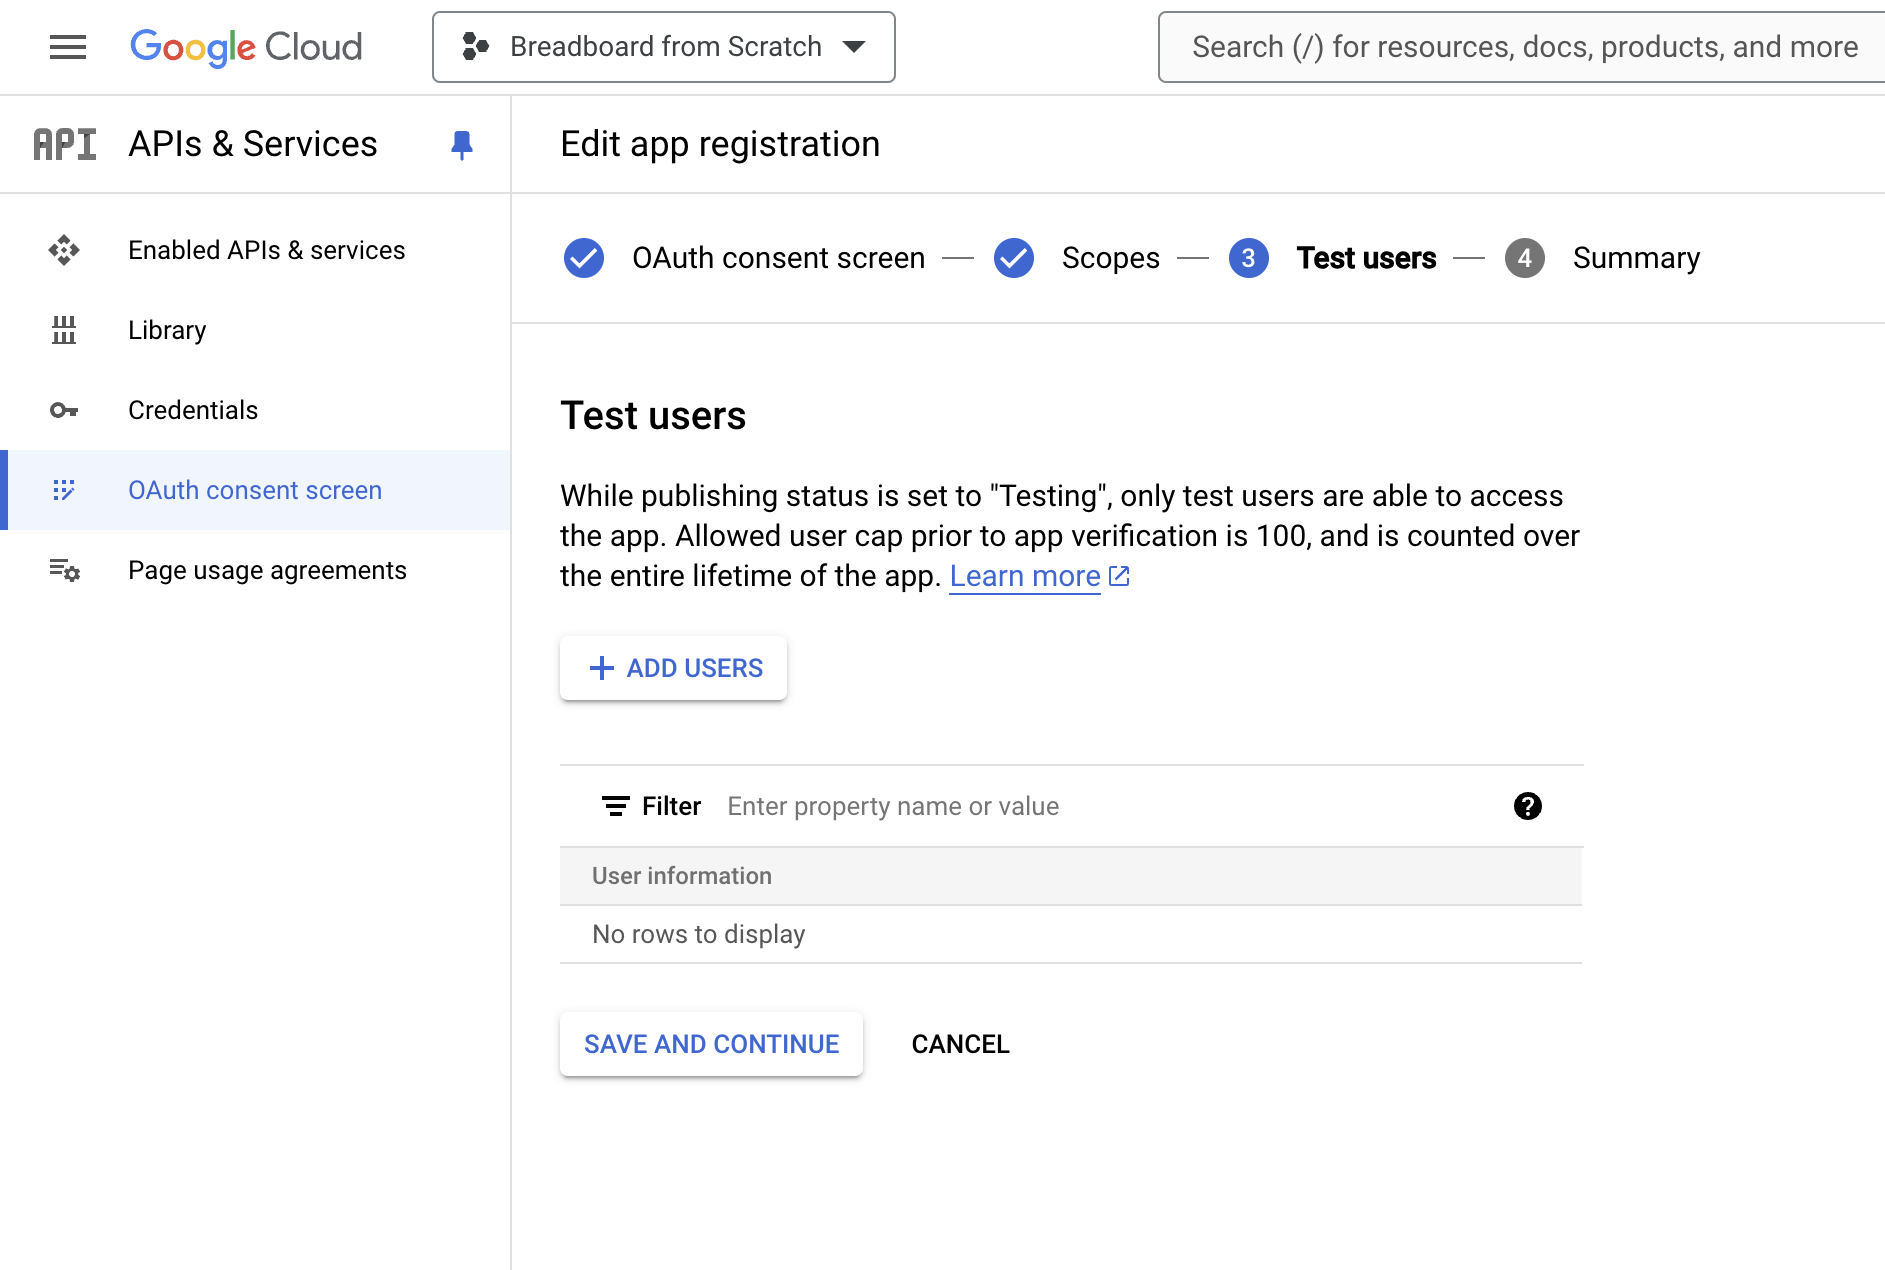 Google Cloud
Breadboard from Scratch
Search (/) for resources, docs, products, and more
API
APIs & Services
Edit app registration
Enabled APIs & services
Library
Credentials
OAuth consent screen
Page usage agreements
OAuth consent screen
Scopes
3
Test users
4
Summary
Test users
While publishing status is set to "Testing", only test users are able to access
the app. Allowed user cap prior to app verification is 100, and is counted over
the entire lifetime of the app. Learn more
ADD USERS
Filter Enter property name or value
?
User information
No rows to display
SAVE AND CONTINUE
CANCEL